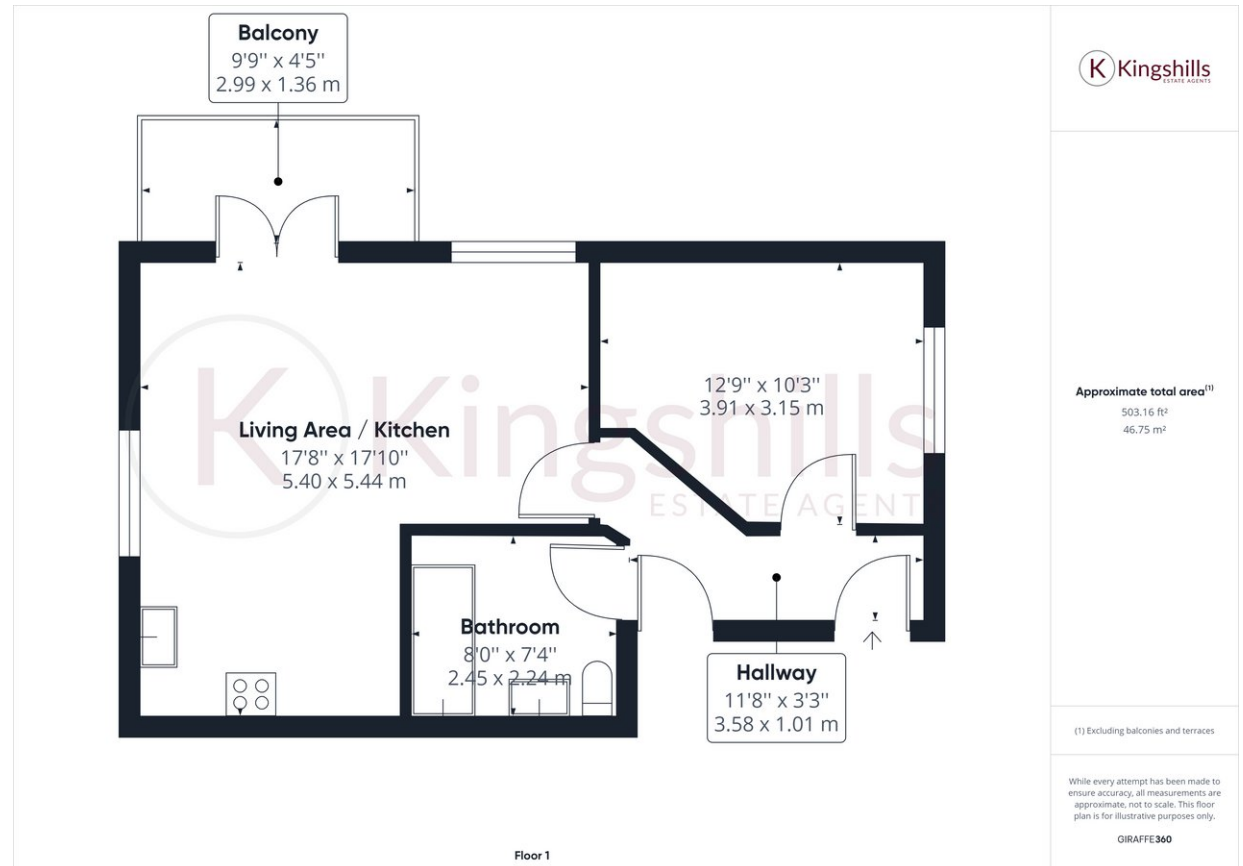 Balcony
9'9'' x 4'5''
2.99 x 1.36 m
K Kingshills
ESTATE AGENTS
12'9'' x 10'3''
3.91 x 3.15 m
Living Area / Kitchen
17'8'' x 17'10''
5.40 x 5.44 m
K Kingshills
ESTATE AGENT
Bathroom
8'0'' x 7'4''
2.45 x 2.24 m
Hallway
11'8'' x 3'3''
3.58 x 1.01 m
Approximate total area(1)
503.16 ft²
46.75 m²
(1) Excluding balconies and terraces
While every attempt has been made to
ensure accuracy, all measurements are
approximate, not to scale. This floor
plan is for illustrative purposes only.
GIRAFFE360
Floor 1